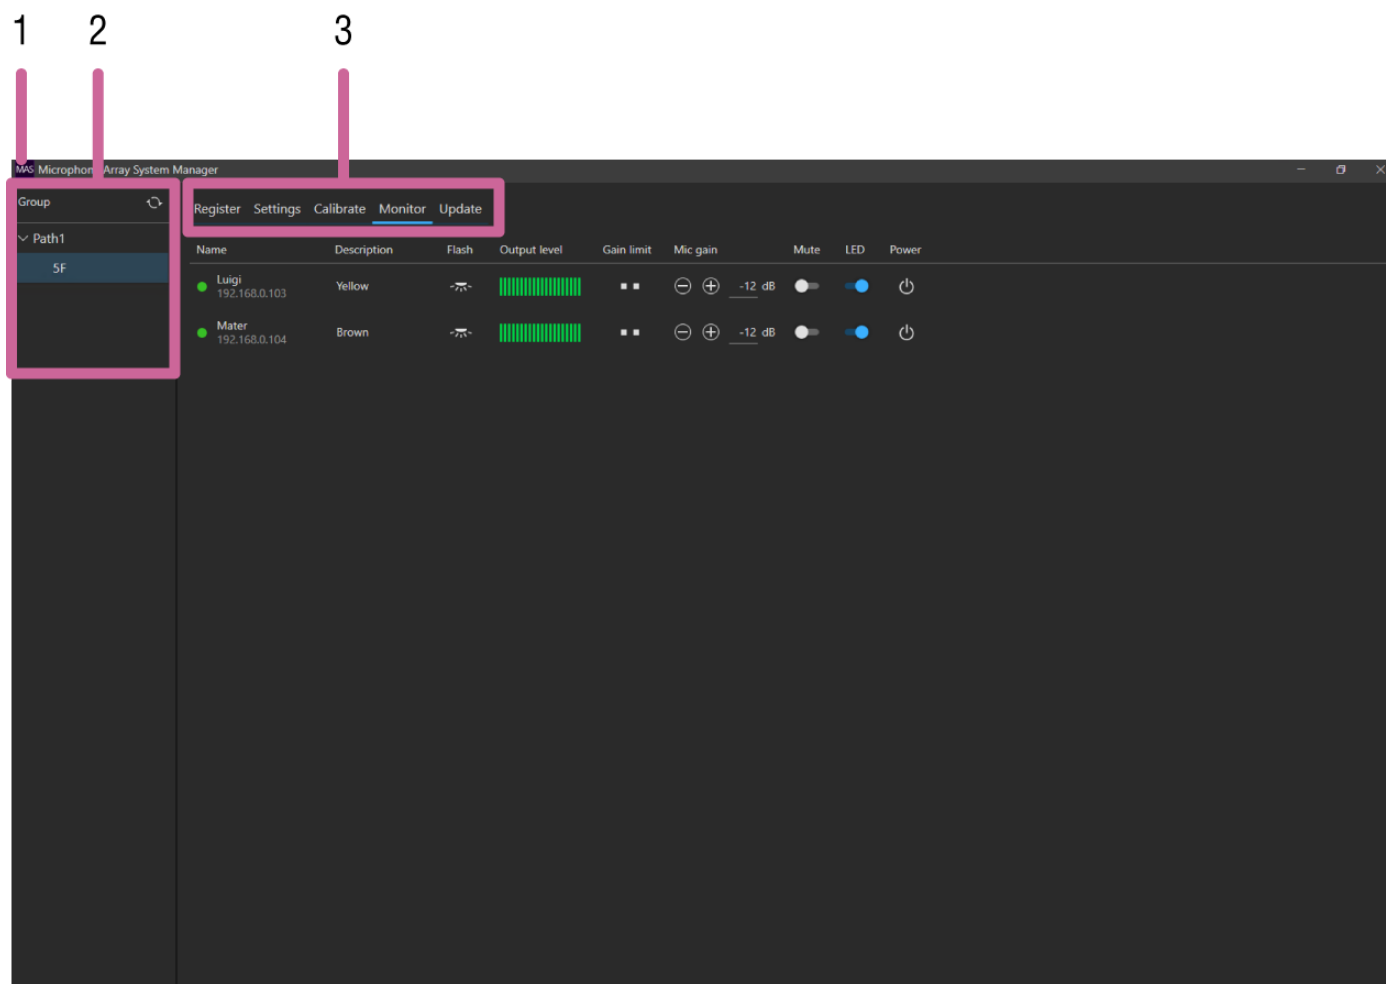 1 2 3
MAS Microphone Array System Manager
Group
Register Settings Calibrate Monitor Update
Path1
Name Description Flash Output level Gain limit Mic gain Mute LED Power
5F
Luigi
192.168.0.103
Yellow -12 dB
Mater
192.168.0.104
Brown -12 dB